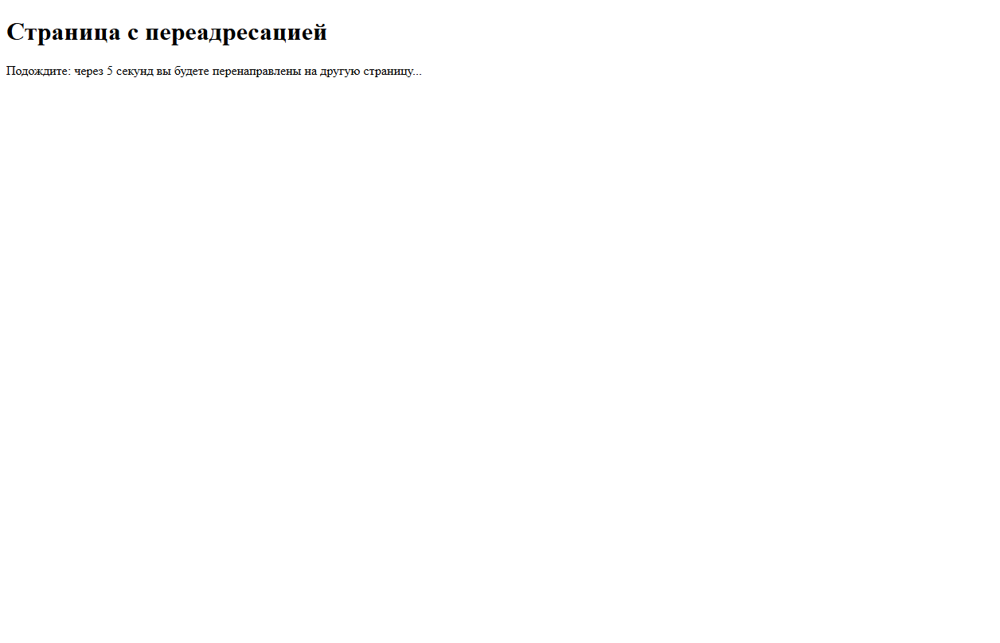 Страница с переадресацией
Подождите: через 5 секунд вы будете перенаправлены на другую страницу...